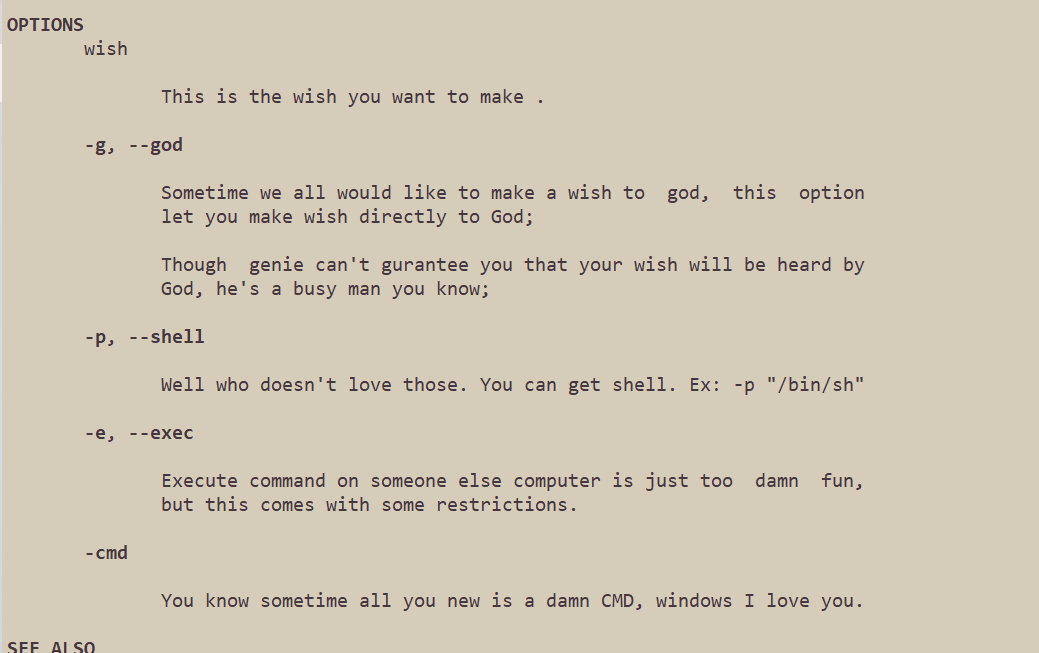 OPTIONS
wish
This is the wish you want to make .
-g, --god
Sometime we all would like to make a wish to  god,  this  option
let you make wish directly to God;
Though  genie can't gurantee you that your wish will be heard by
God, he's a busy man you know;
-p, --shell
Well who doesn't love those. You can get shell. Ex: -p "/bin/sh"
-e, --exec
Execute command on someone else computer is just too  damn  fun,
but this comes with some restrictions.
-cmd
You know sometime all you new is a damn CMD, windows I love you.
SEE ALSO